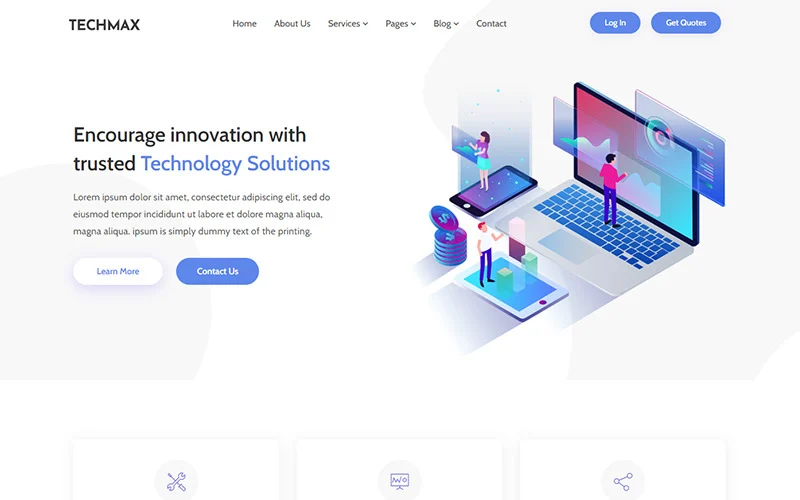 TECHMAX
Home
About Us
Services
Pages
Blog
Contact
Log In
Get Quotes
Encourage innovation with
trusted Technology Solutions
Lorem ipsum dolor sit amet, consectetur adipiscing elit, sed do
eiusmod tempor incididunt ut labore et dolore magna aliqua,
magna aliqua. ipsum is simply dummy text of the printing.
Learn More
Contact Us